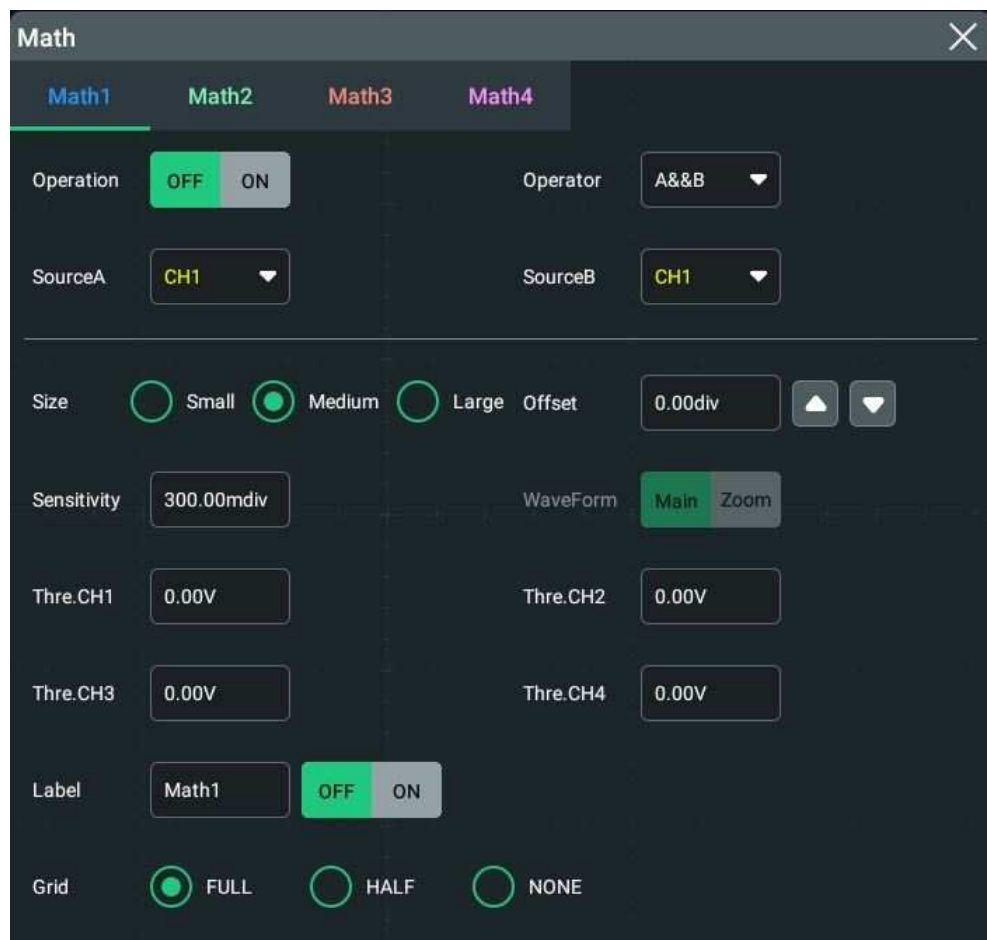 Math
Math1 Math2 Math3 Math4
Operation OFF ON Operator A&&B
SourceA CH1 SourceB CH1
Size Small Medium Large Offset 0.00div
Sensitivity 300.00mdiv WaveForm Main Zoom
Thre.CH1 0.00V Thre.CH2 0.00V
Thre.CH3 0.00V Thre.CH4 0.00V
Label Math1 OFF ON
Grid FULL HALF NONE